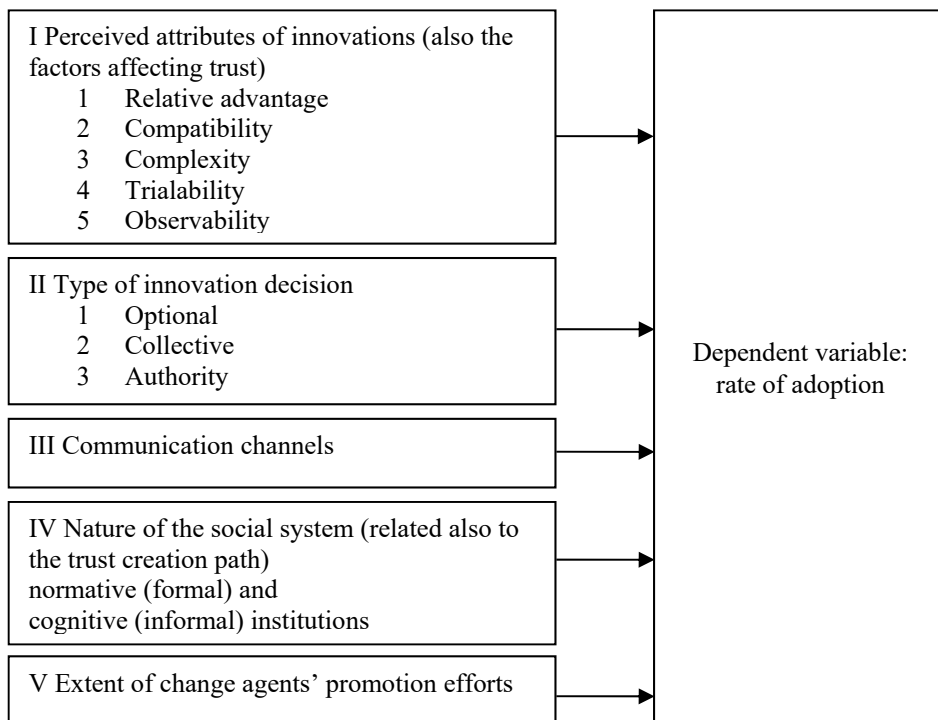 I Perceived attributes of innovations (also the
factors affecting trust)
1 Relative advantage
2 Compatibility
3 Complexity
4 Trialability
5 Observability
II Type of innovation decision
1 Optional
2 Collective
3 Authority
III Communication channels
IV Nature of the social system (related also to
the trust creation path)
normative (formal) and
cognitive (informal) institutions
V Extent of change agents’ promotion efforts
Dependent variable:
rate of adoption